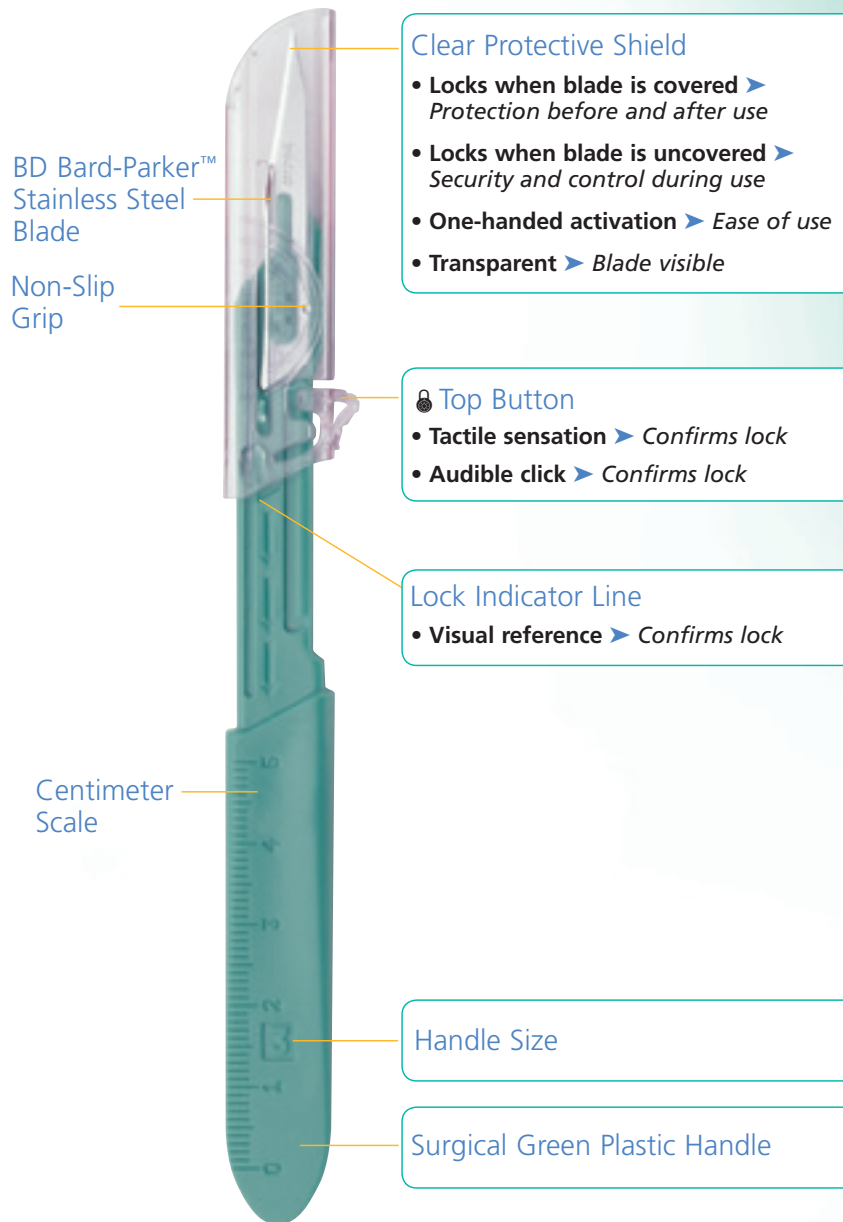 Clear Protective Shield
• Locks when blade is covered ➤
Protection before and after use
• Locks when blade is uncovered ➤
Security and control during use
• One-handed activation ➤ Ease of use
• Transparent ➤ Blade visible
BD Bard-Parker™
Stainless Steel
Blade
Non-Slip
Grip
Top Button
• Tactile sensation ➤ Confirms lock
• Audible click ➤ Confirms lock
Lock Indicator Line
• Visual reference ➤ Confirms lock
Centimeter
Scale
5
4
3
2
3
1
0
Handle Size
Surgical Green Plastic Handle